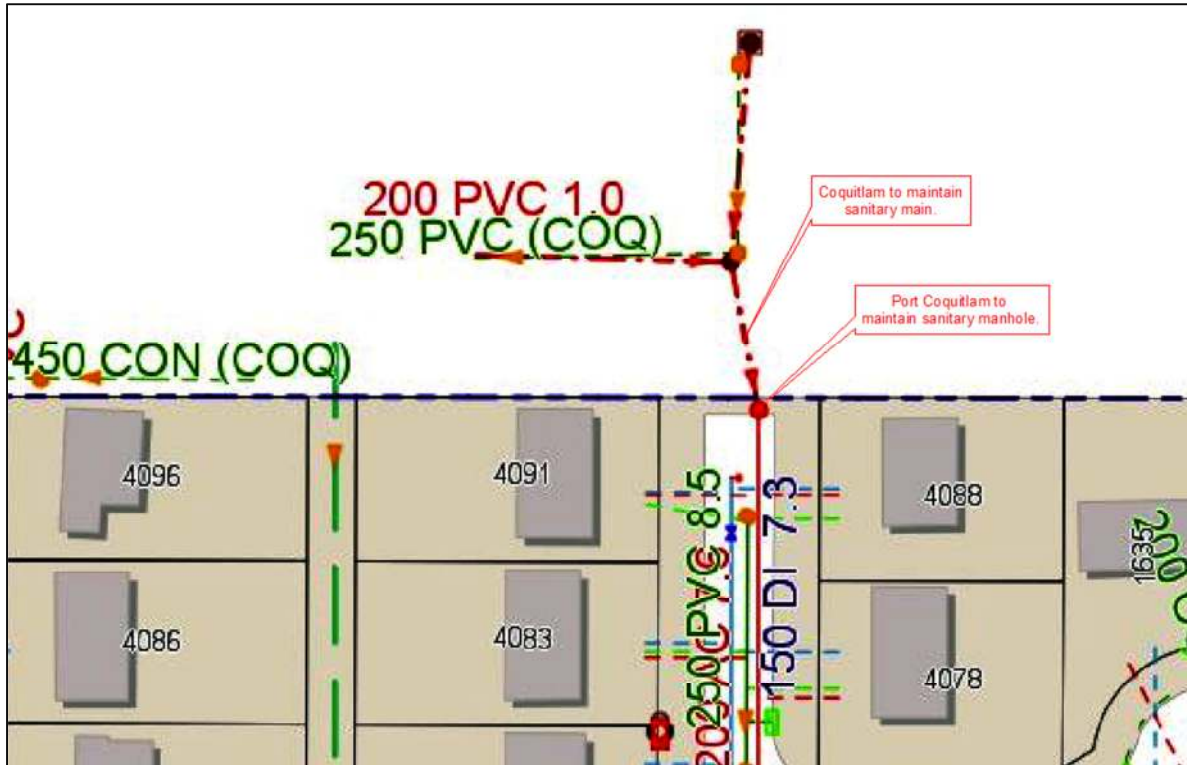 200 PVC 1.0
250 PVC (COQ)
Coquitlam to maintain
sanitary main.
Port Coquitlam to
maintain sanitary manhole.
450 CON (COQ)
4096
4091
4088
250 PVC 8.5
150 DI 7.3
1635
200
4086
4083
4078